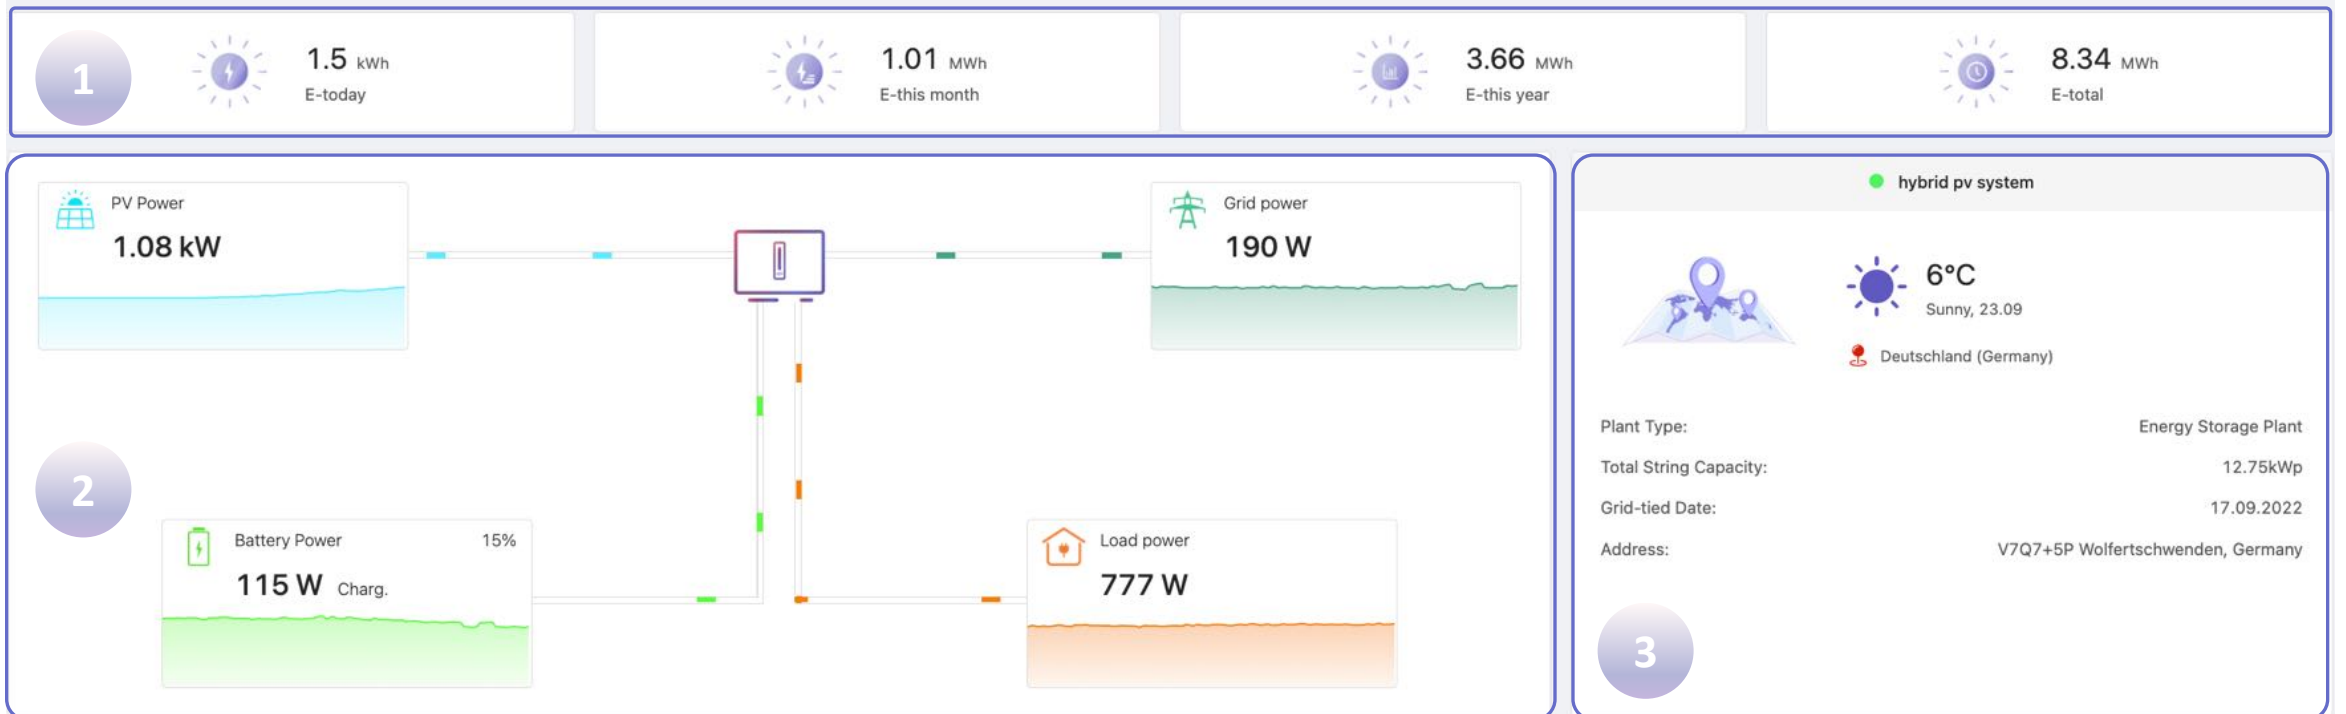 1
1.5 kWh
E-today
1.01 MWh
E-this month
3.66 MWh
E-this year
8.34 MWh
E-total
PV Power
1.08 kW
Grid power
190 W
2
Battery Power 15%
115 W Charg.
Load power
777 W
hybrid pv system
6°C
Sunny, 23.09
Deutschland (Germany)
Plant Type: Energy Storage Plant
Total String Capacity: 12.75kWp
Grid-tied Date: 17.09.2022
Address: V7Q7+5P Wolfertschwenden, Germany
3